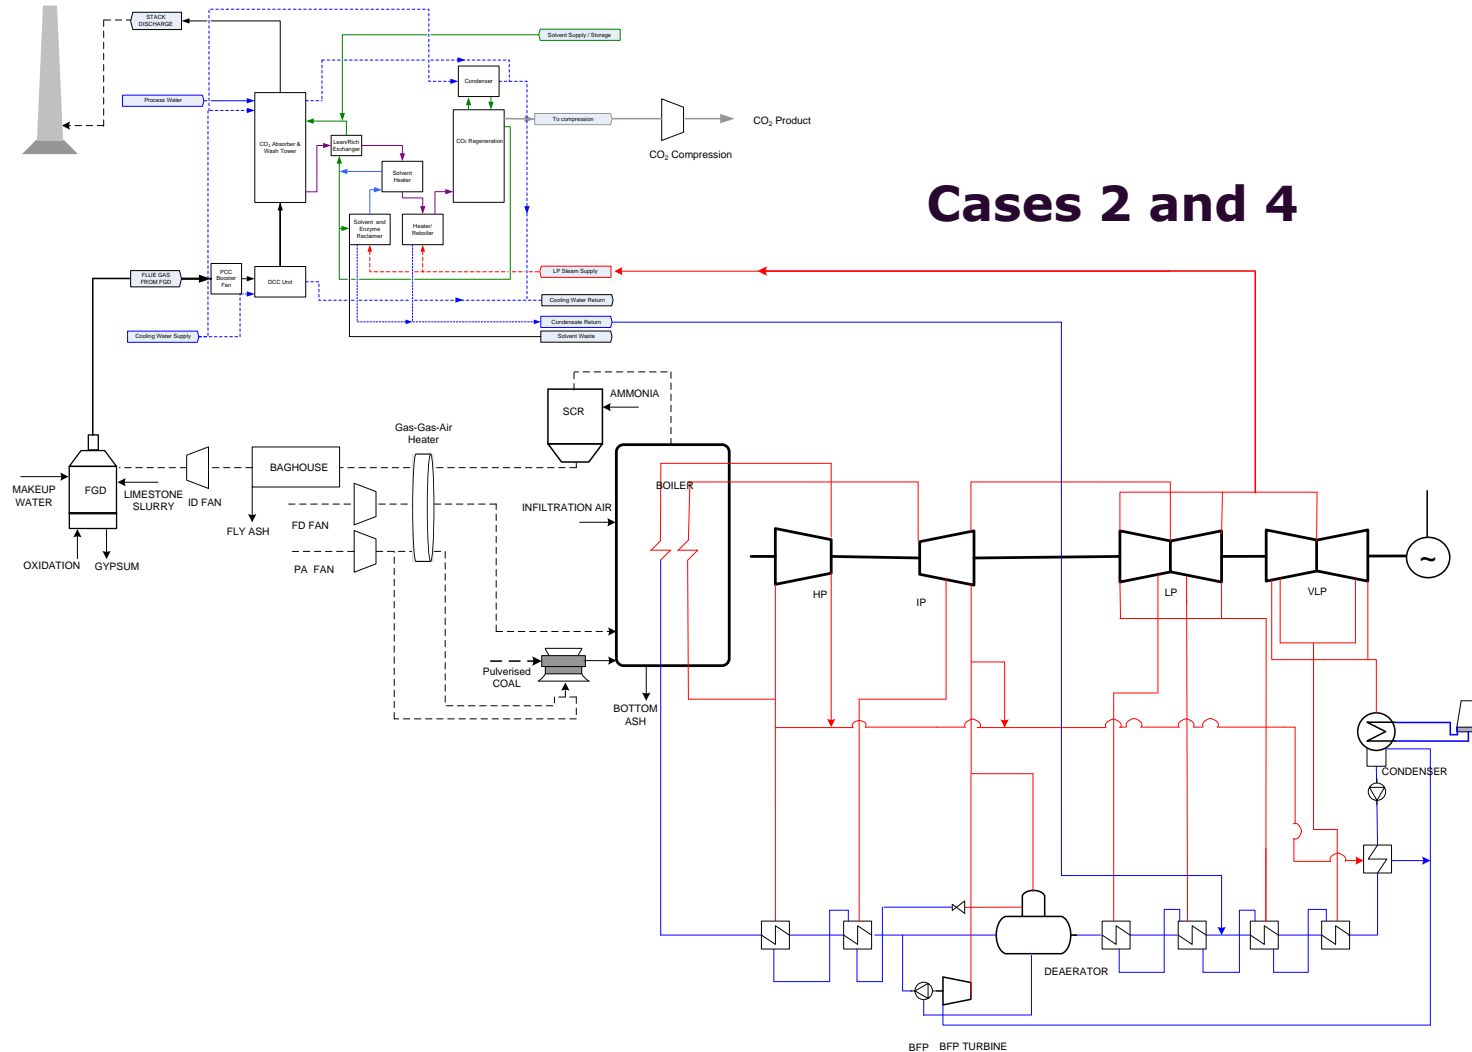 STACK
DISCHARGE
Solvent Supply / Storage
Condenser
Process Water
To compression
CO₂ Product
CO₂ Absorber &
Wash Tower
Lean/Rich
Exchanger
CO₂ Regeneration
CO₂ Compression
Solvent
Heater
Cases 2 and 4
Solvent and
Enzyme
Reclaimer
Heater/
Reboiler
FLUE GAS
FROM FGD
PCC
Booster
Fan
DCC Unit
LP Steam Supply
Cooling Water Return
Condensate Return
Cooling Water Supply
Solvent Waste
SCR
AMMONIA
Gas-Gas-Air
Heater
BAGHOUSE
BOILER
MAKEUP
WATER
FGD
LIMESTONE
SLURRY
ID FAN
INFILTRATION AIR
FLY ASH
FD FAN
OXIDATION
GYPSUM
PA FAN
HP
IP
LP
VLP
~
Pulverised
COAL
BOTTOM
ASH
CONDENSER
DEAERATOR
BFP
BFP TURBINE